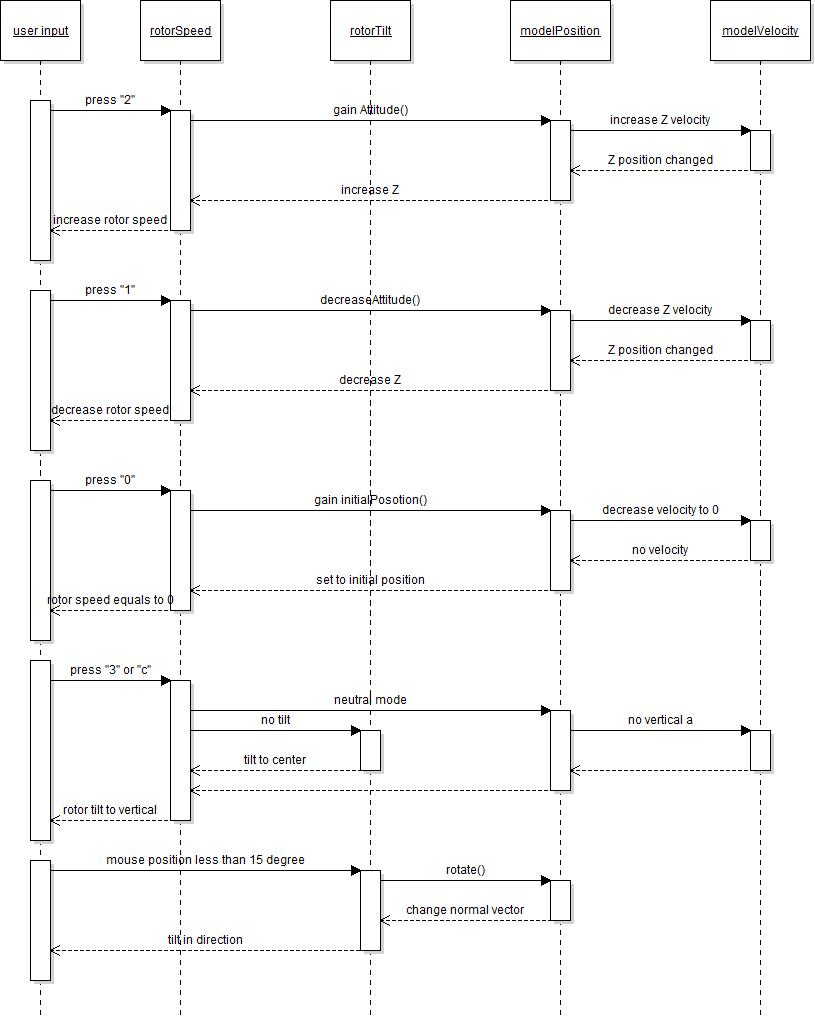 user input
rotorSpeed
rotorTilt
modelPosition
modelVelocity
press "2"
gain Attitude()
increase Z velocity
Z position changed
increase Z
increase rotor speed
press "1"
decreaseAttitude()
decrease Z velocity
Z position changed
decrease Z
decrease rotor speed
press "0"
gain initialPosotion()
decrease velocity to 0
no velocity
set to initial position
rotor speed equals to 0
press "3" or "c"
neutral mode
no tilt
no vertical a
tilt to center
rotor tilt to vertical
mouse position less than 15 degree
rotate()
change normal vector
tilt in direction